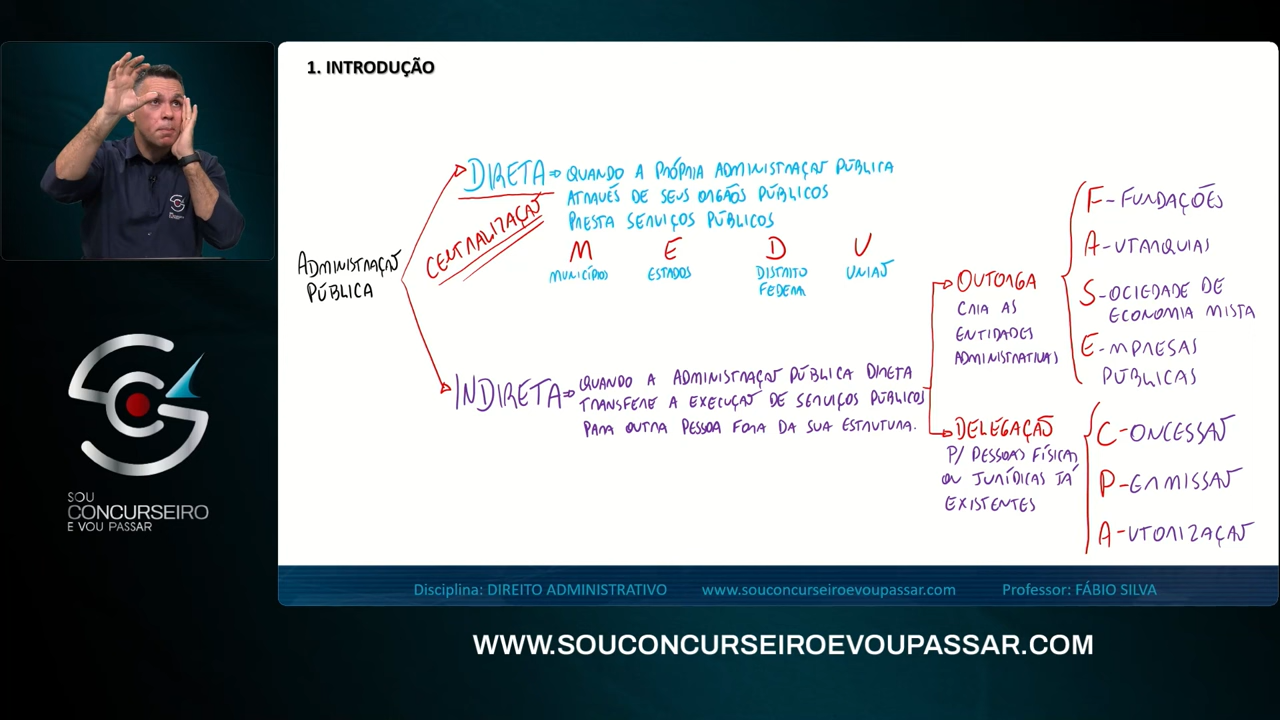 1. INTRODUÇÃO
DIRETA ⇒ QUANDO A PRÓPRIA ADMINISTRAÇÃO PÚBLICA
ATRAVÉS DE SEUS ORGÃOS PÚBLICOS
PRESTA SERVIÇOS PÚBLICOS
CENTRALIZAÇÃO
M E D U
MUNICÍPIOS ESTADOS DISTRITO FEDERAL UNIÃO
ADMINISTRAÇÃO
PÚBLICA
INDIRETA ⇒ QUANDO A ADMINISTRAÇÃO PÚBLICA DIRETA
TRANSFERE A EXECUÇÃO DE SERVIÇOS PÚBLICOS
PARA OUTRA PESSOA FORA DA SUA ESTRUTURA.
OUTORGA
CRIA AS
ENTIDADES
ADMINISTRATIVAS
F-FUNDAÇÕES
A-UTARQUIAS
S-OCIEDADE DE
ECONOMIA MISTA
E-MPRESAS
PÚBLICAS
DELEGAÇÃO
P/ PESSOAS FÍSICAS
OU JURÍDICAS JÁ
EXISTENTES
C-ONCESSÃO
P-ERMISSÃO
A-UTORIZAÇÃO
SOU
CONCURSEIRO
E VOU PASSAR
Disciplina: DIREITO ADMINISTRATIVO www.souconcurseiroevoupassar.com Professor: FÁBIO SILVA
WWW.SOUCONCURSEIROEVOUPASSAR.COM